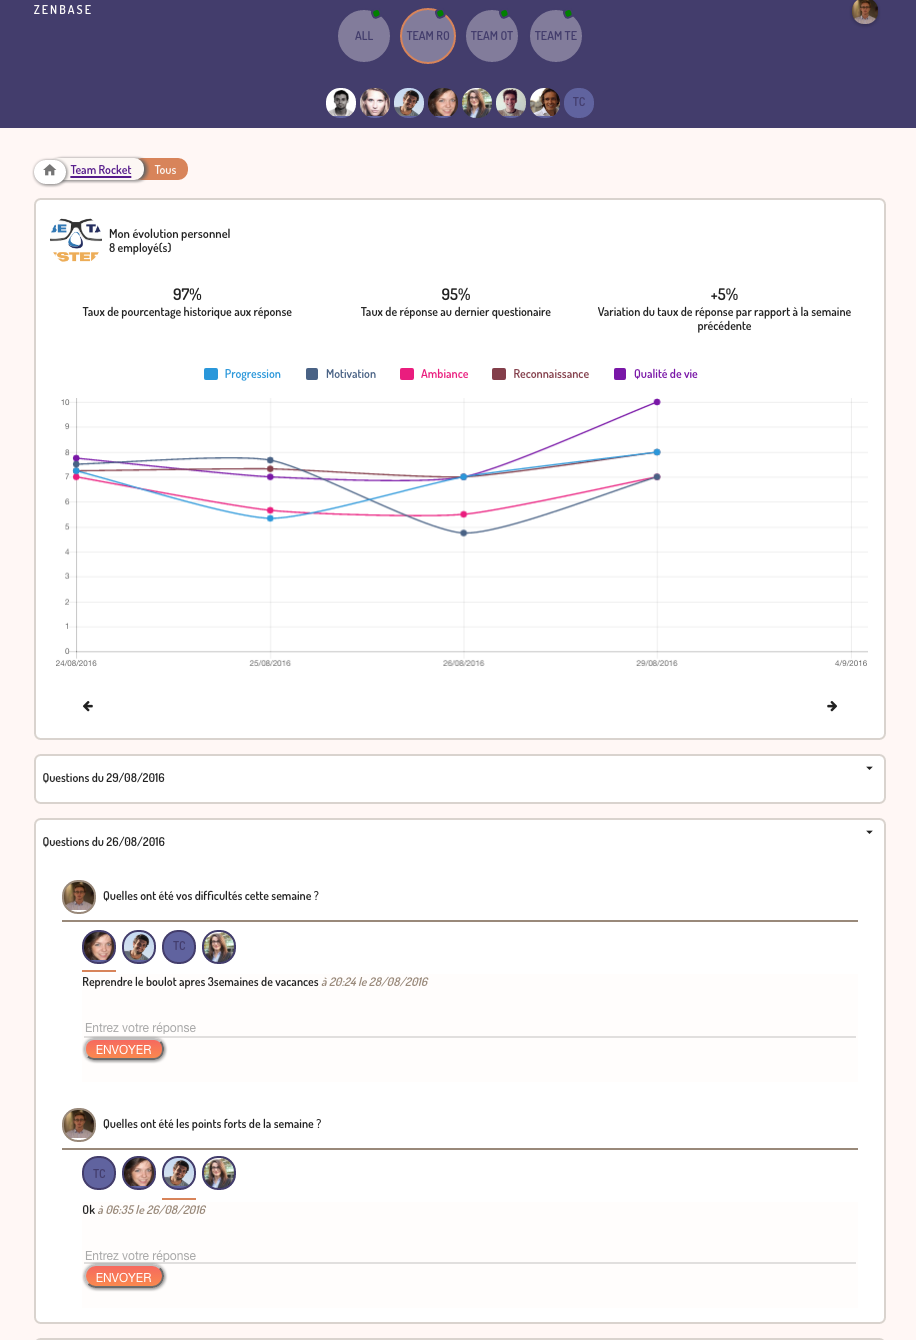 ZENBASE
ALL TEAM RO TEAM OT TEAM TE
TC
Team Rocket Tous
Mon évolution personnel
8 employé(s)
97% 95% +5%
Taux de pourcentage historique aux réponse Taux de réponse au dernier questionaire Variation du taux de réponse par rapport à la semaine
précédente
Progression Motivation Ambiance Reconnaissance Qualité de vie
10
9
8
7
6
5
4
3
2
1
0
24/08/2016 25/08/2016 26/08/2016 29/08/2016 4/9/2016
Questions du 29/08/2016
Questions du 26/08/2016
Quelles ont été vos difficultés cette semaine ?
TC
Reprendre le boulot apres 3semaines de vacances à 20:24 le 28/08/2016
Entrez votre réponse
ENVOYER
Quelles ont été les points forts de la semaine ?
TC
Ok à 06:35 le 26/08/2016
Entrez votre réponse
ENVOYER